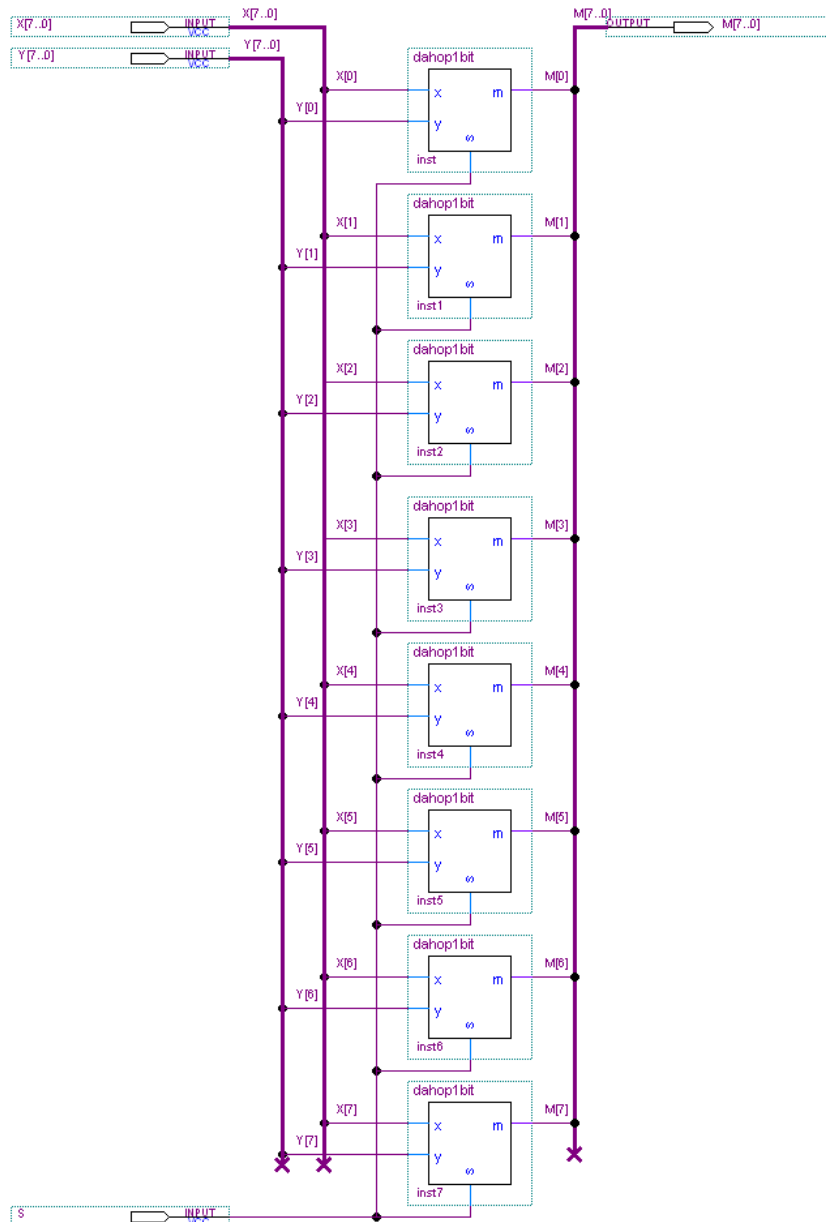 X[7..0] INPUT VCC X[7..0] M[7..0] OUTPUT M[7..0]
Y[7..0] INPUT VCC Y[7..0]
dahop1bit
X[0] x m M[0]
Y[0] y
s
inst
dahop1bit
X[1] x m M[1]
Y[1] y
s
inst1
dahop1bit
X[2] x m M[2]
Y[2] y
s
inst2
dahop1bit
X[3] x m M[3]
Y[3] y
s
inst3
dahop1bit
X[4] x m M[4]
Y[4] y
s
inst4
dahop1bit
X[5] x m M[5]
Y[5] y
s
inst5
dahop1bit
X[6] x m M[6]
Y[6] y
s
inst6
dahop1bit
X[7] x m M[7]
Y[7] y
s
inst7
S INPUT VCC